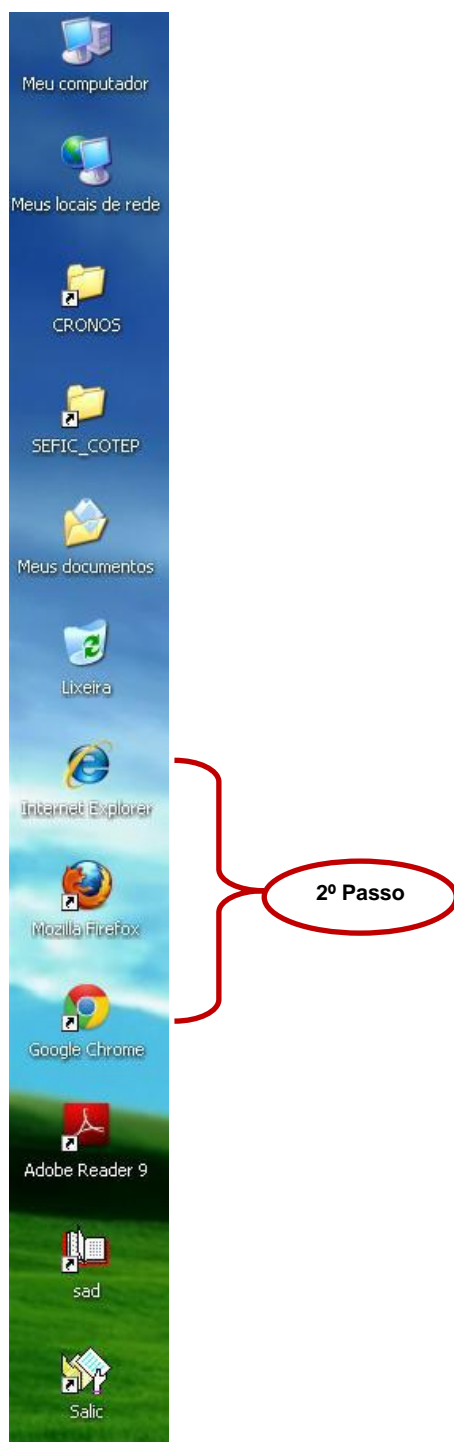 Meu computador
Meus locais de rede
CRONOS
SEFIC_COTEP
Meus documentos
Lixeira
Internet Explorer
Mozilla Firefox
2º Passo
Google Chrome
Adobe Reader 9
sad
Salic